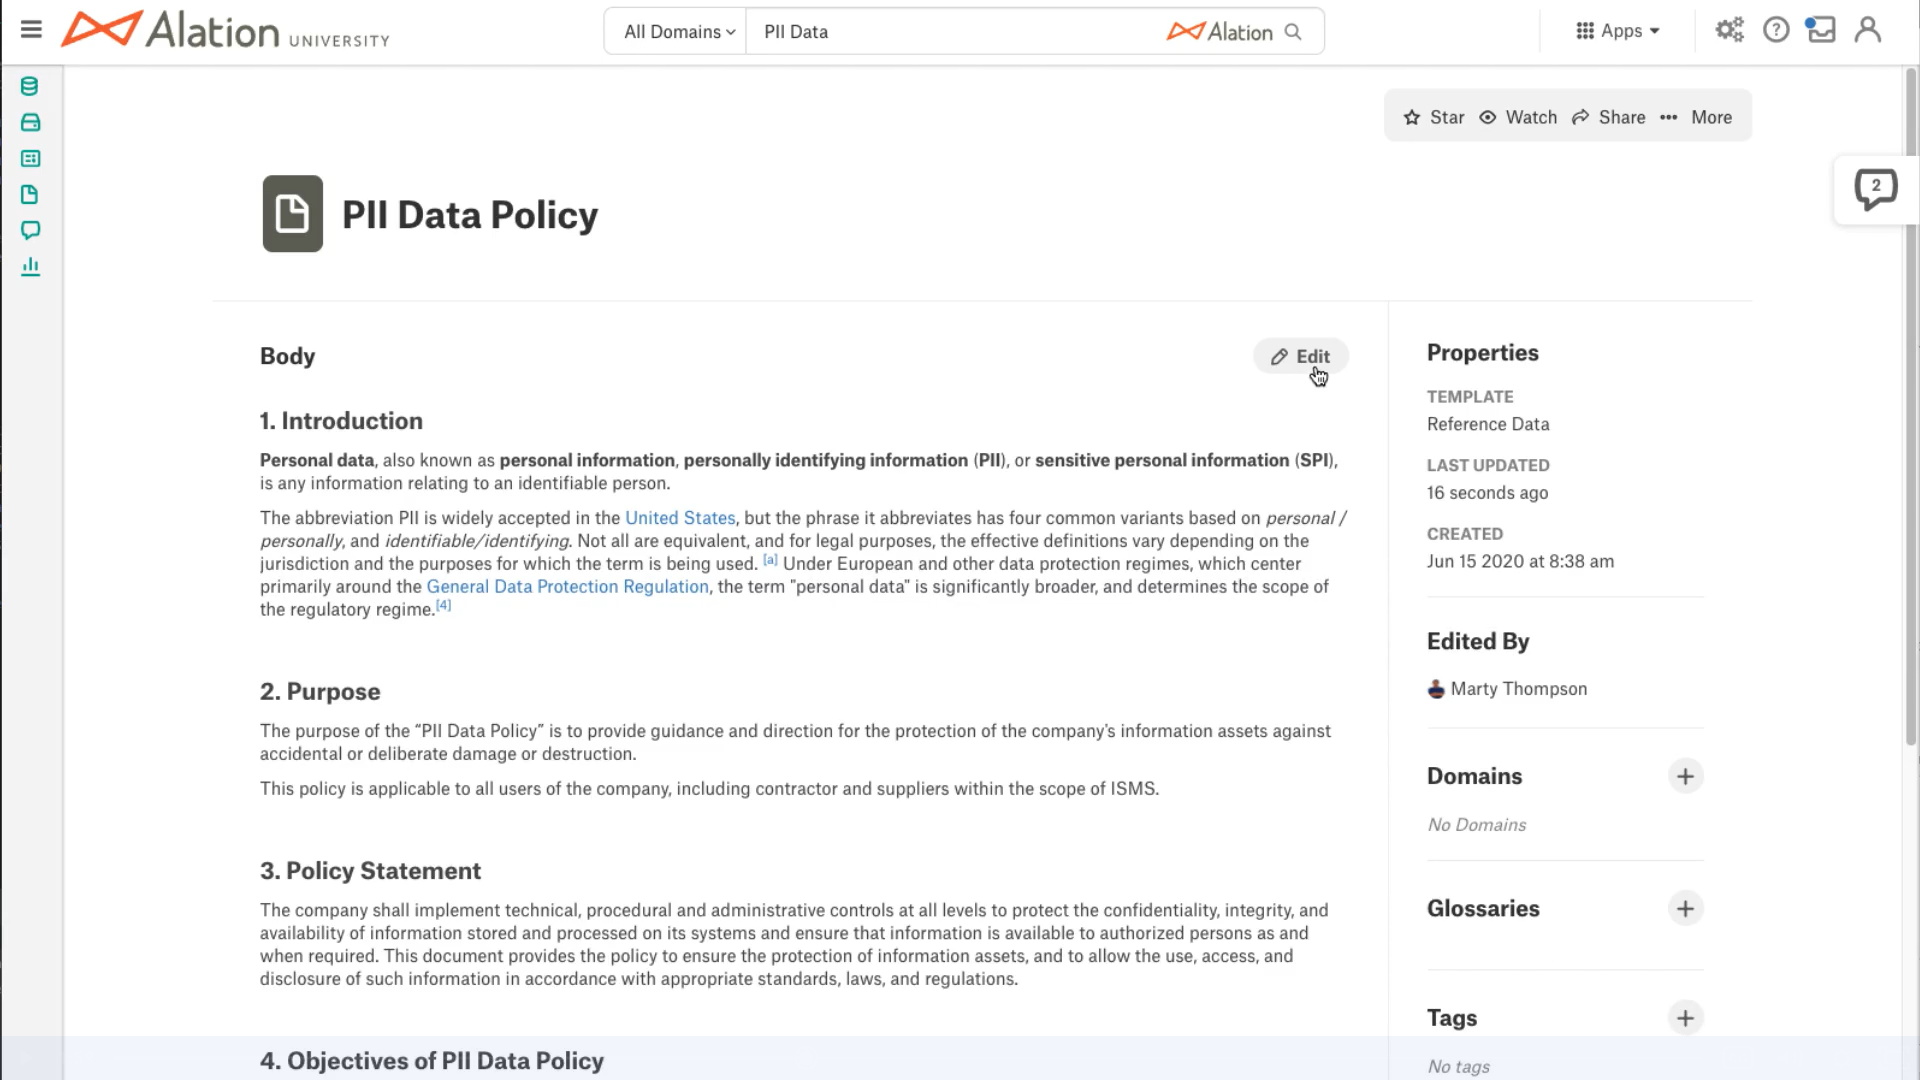 Alation UNIVERSITY
All Domains
PII Data
Alation
Apps
Star
Watch
Share
More
2
PII Data Policy
Body
Edit
1. Introduction
Personal data, also known as personal information, personally identifying information (PII), or sensitive personal information (SPI),
is any information relating to an identifiable person.
The abbreviation PII is widely accepted in the United States, but the phrase it abbreviates has four common variants based on personal /
personally, and identifiable/identifying. Not all are equivalent, and for legal purposes, the effective definitions vary depending on the
jurisdiction and the purposes for which the term is being used. [a] Under European and other data protection regimes, which center
primarily around the General Data Protection Regulation, the term "personal data" is significantly broader, and determines the scope of
the regulatory regime.[4]
2. Purpose
The purpose of the “PII Data Policy” is to provide guidance and direction for the protection of the company's information assets against
accidental or deliberate damage or destruction.
This policy is applicable to all users of the company, including contractor and suppliers within the scope of ISMS.
3. Policy Statement
The company shall implement technical, procedural and administrative controls at all levels to protect the confidentiality, integrity, and
availability of information stored and processed on its systems and ensure that information is available to authorized persons as and
when required. This document provides the policy to ensure the protection of information assets, and to allow the use, access, and
disclosure of such information in accordance with appropriate standards, laws, and regulations.
4. Objectives of PII Data Policy
Properties
TEMPLATE
Reference Data
LAST UPDATED
16 seconds ago
CREATED
Jun 15 2020 at 8:38 am
Edited By
Marty Thompson
Domains
No Domains
Glossaries
Tags
No tags